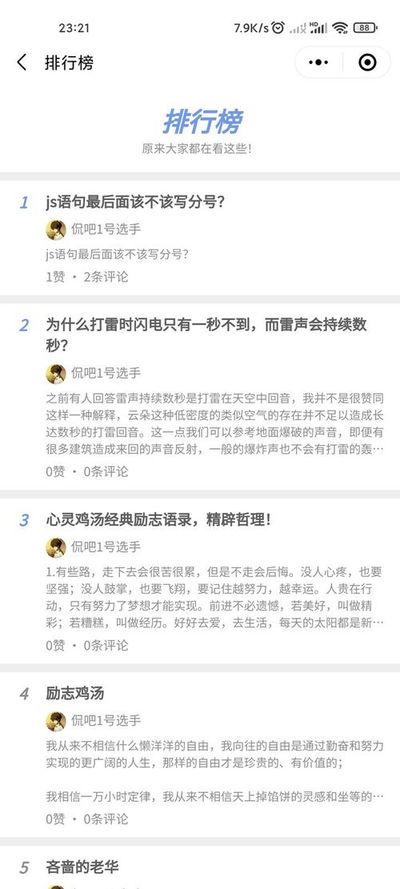 23:21
7.9K/s
HD
88
排行榜
排行榜
原来大家都在看这些!
1
js语句最后面该不该写分号?
侃吧1号选手
js语句最后面该不该写分号?
1赞 · 2条评论
2
为什么打雷时闪电只有一秒不到，而雷声会持续数
秒?
侃吧1号选手
之前有人回答雷声持续数秒是打雷在天空中回音，我并不是很赞同
这样一种解释，云朵这种低密度的类似空气的存在并不足以造成长
达数秒的打雷回音。这一点我们可以参考地面爆破的声音，即便有
很多建筑造成来回的声音反射，一般的爆炸声也不会有打雷的轰…
0赞 · 0条评论
3
心灵鸡汤经典励志语录，精辟哲理!
侃吧1号选手
1.有些路，走下去会很苦很累，但是不走会后悔。没人心疼，也要
坚强；没人鼓掌，也要飞翔，要记住越努力，越幸运。人贵在行
动，只有努力了梦想才能实现。前进不必遗憾，若美好，叫做精
彩；若糟糕，叫做经历。好好去爱，去生活，每天的太阳都是新…
0赞 · 0条评论
4
励志鸡汤
侃吧1号选手
我从来不相信什么懒洋洋的自由，我向往的自由是通过勤奋和努力
实现的更广阔的人生，那样的自由才是珍贵的、有价值的；
我相信一万小时定律，我从来不相信天上掉馅饼的灵感和坐等的…
0赞 · 0条评论
5
吝啬的老华